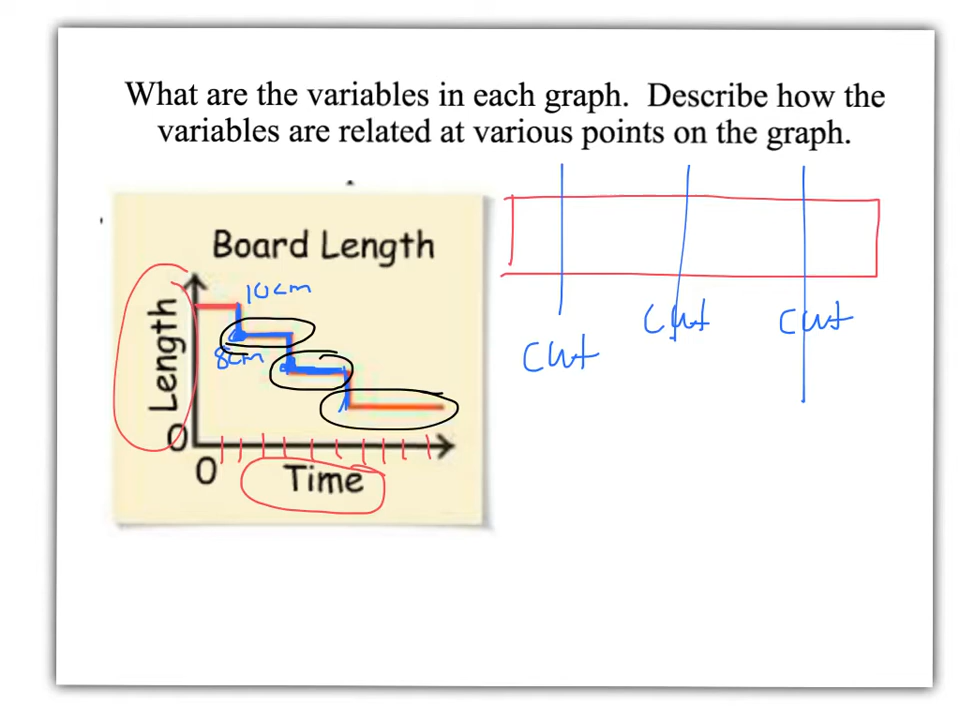 What are the variables in each graph. Describe how the
variables are related at various points on the graph.
Board Length
10cm
8cm
Length
0
0
Time
cut
cut
cut